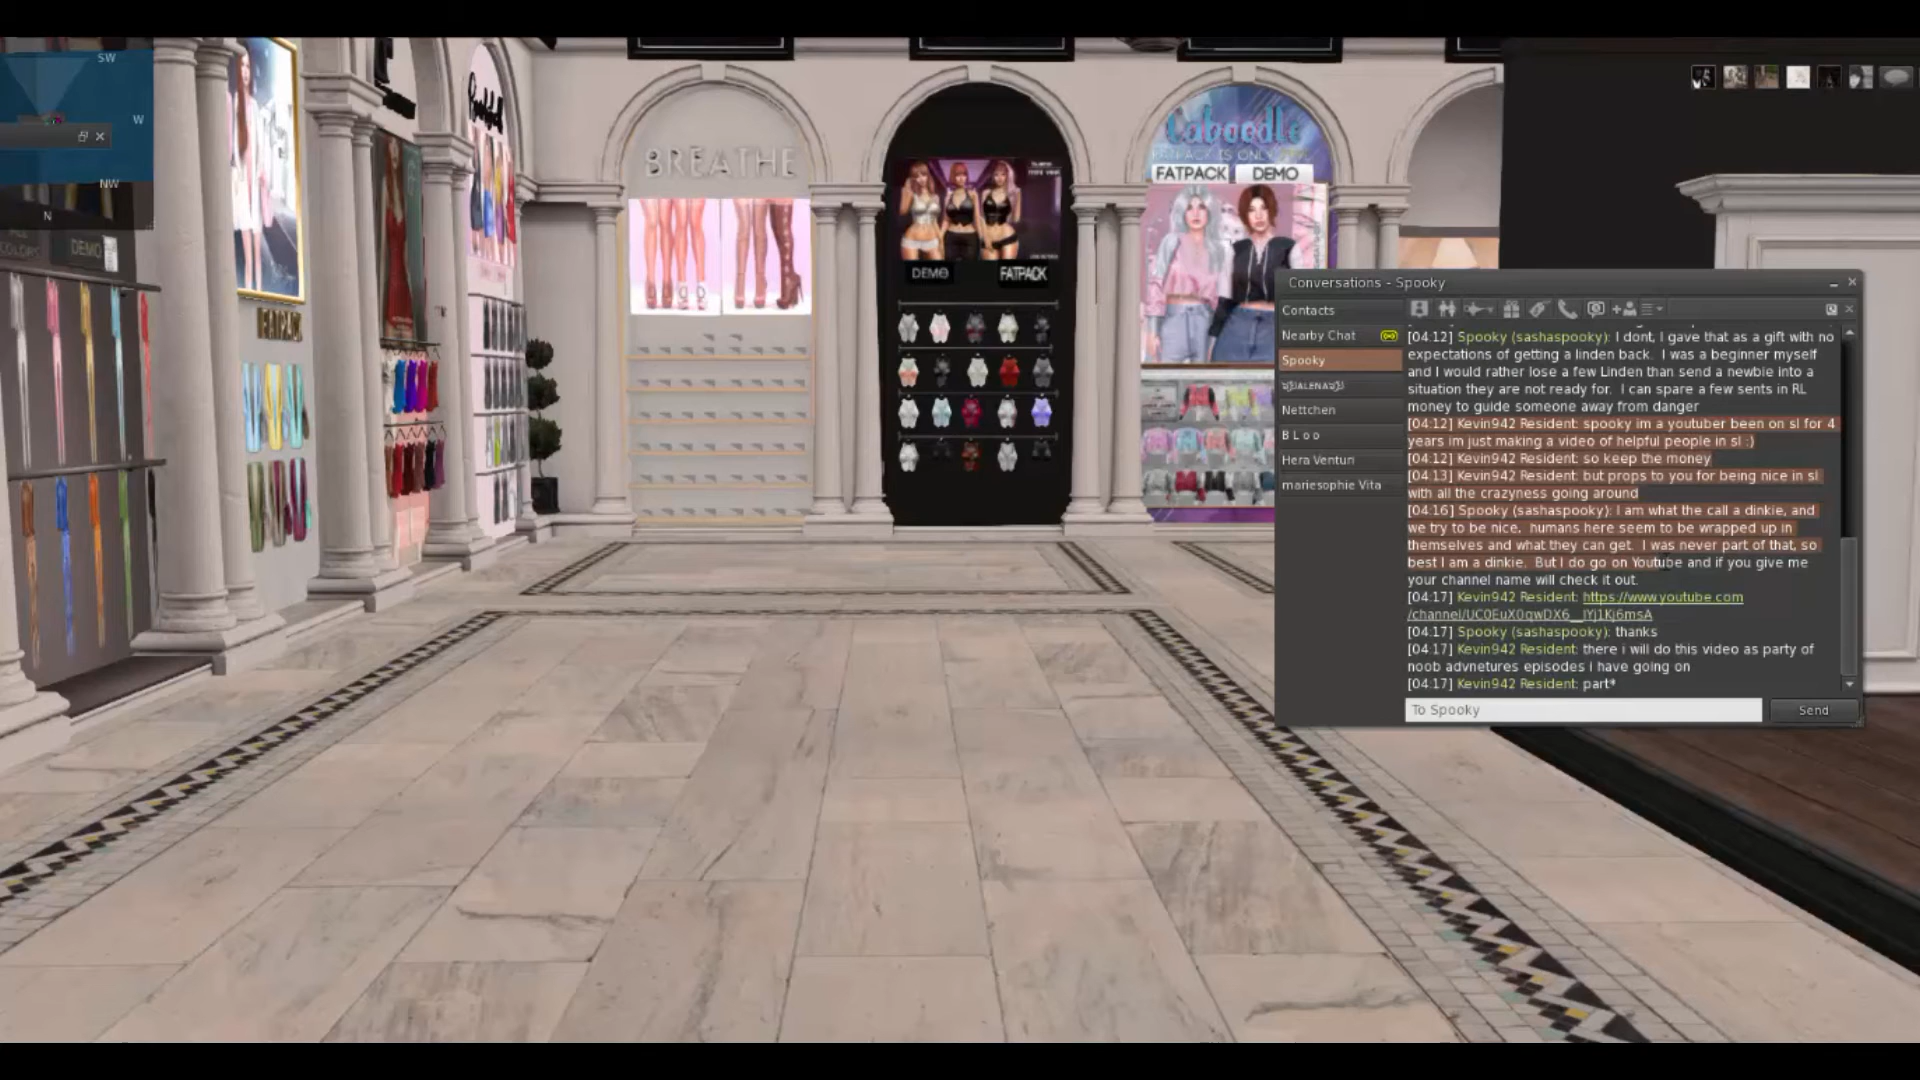 SW
W
NW
N
COLORS
DEMO
FATPACK
BREATHE
DEMO
FATPACK
FATPACK IS ONLY
FATPACK
DEMO
Conversations - Spooky
Contacts
Nearby Chat
Spooky
Nettchen
B L o o
Hera Venturi
mariesophie Vita
[04:12] Spooky (sashaspooky): I dont, I gave that as a gift with no
expectations of getting a linden back.  I was a beginner myself
and I would rather lose a few Linden than send a newbie into a
situation they are not ready for.  I can spare a few sents in RL
money to guide someone away from danger
[04:12] Kevin942 Resident: spooky im a youtuber been on sl for 4
years im just making a video of helpful people in sl :)
[04:12] Kevin942 Resident: so keep the money
[04:13] Kevin942 Resident: but props to you for being nice in sl
with all the crazyness going around
[04:16] Spooky (sashaspooky): I am what the call a dinkie, and
we try to be nice.  humans here seem to be wrapped up in
themselves and what they can get.  I was never part of that, so
best I am a dinkie.  But I do go on Youtube and if you give me
your channel name will check it out.
[04:17] Kevin942 Resident: https://www.youtube.com
/channel/UC0EuX0qwDX6__IYj1Kj6msA
[04:17] Spooky (sashaspooky): thanks
[04:17] Kevin942 Resident: there i will do this video as party of
noob advnetures episodes i have going on
[04:17] Kevin942 Resident: part*
To Spooky
Send